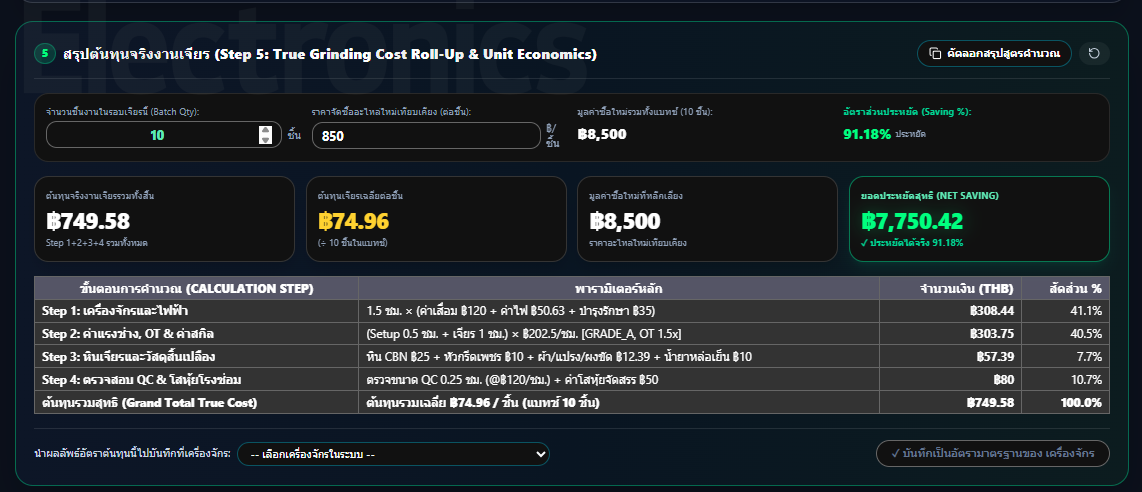 Electronics
5 สรุปต้นทุนจริงงานเจียร (Step 5: True Grinding Cost Roll-Up & Unit Economics)
คัดลอกสรุปสูตรคำนวณ
จำนวนชิ้นงานในรอบเจียรนี้ (Batch Qty):
10 ชิ้น
ราคาจัดซื้ออะไหล่ใหม่เทียบเคียง (ต่อชิ้น):
850 ฿/ชิ้น
มูลค่าซื้อใหม่รวมทั้งแบทช์ (10 ชิ้น):
฿8,500
อัตราส่วนประหยัด (Saving %):
91.18% ประหยัด
ต้นทุนจริงงานเจียรรวมทั้งสิ้น
฿749.58
Step 1+2+3+4 รวมทั้งหมด
ต้นทุนเจียรเฉลี่ยต่อชิ้น
฿74.96
(÷ 10 ชิ้นในแบทช์)
มูลค่าซื้อใหม่ที่หลีกเลี่ยง
฿8,500
ราคาอะไหล่ใหม่เทียบเคียง
ยอดประหยัดสุทธิ (NET SAVING)
฿7,750.42
✓ ประหยัดได้จริง 91.18%
ขั้นตอนการคำนวณ (CALCULATION STEP) พารามิเตอร์หลัก จำนวนเงิน (THB) สัดส่วน %
Step 1: เครื่องจักรและไฟฟ้า 1.5 ชม. × (ค่าเสื่อม ฿120 + ค่าไฟ ฿50.63 + บำรุงรักษา ฿35) ฿308.44 41.1%
Step 2: ค่าแรงช่าง, OT & ค่าสกิล (Setup 0.5 ชม. + เจียร 1 ชม.) × ฿202.5/ชม. [GRADE_A, OT 1.5x] ฿303.75 40.5%
Step 3: หินเจียรและวัสดุสิ้นเปลือง หิน CBN ฿25 + หัวกรีดเพชร ฿10 + ผ้า/แปรง/ผงขัด ฿12.39 + น้ำยาหล่อเย็น ฿10 ฿57.39 7.7%
Step 4: ตรวจสอบ QC & โสหุ้ยโรงซ่อม ตรวจขนาด QC 0.25 ชม. (@฿120/ชม.) + ค่าโสหุ้ยจัดสรร ฿50 ฿80 10.7%
ต้นทุนรวมสุทธิ (Grand Total True Cost) ต้นทุนรวมเฉลี่ย ฿74.96 / ชิ้น (แบทช์ 10 ชิ้น) ฿749.58 100.0%
นำผลลัพธ์อัตราต้นทุนนี้ไปบันทึกที่เครื่องจักร: -- เลือกเครื่องจักรในระบบ --
✓ บันทึกเป็นอัตรามาตรฐานของ เครื่องจักร